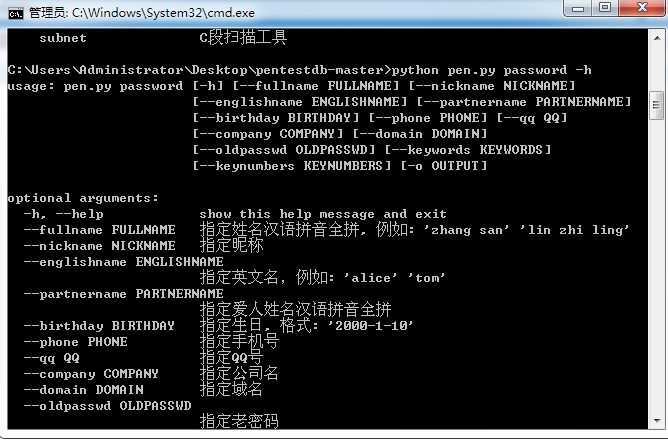 管理员: C:\Windows\System32\cmd.exe
subnet C段扫描工具
C:\Users\Administrator\Desktop\pentestdb-master>python pen.py password -h
usage: pen.py password [-h] [--fullname FULLNAME] [--nickname NICKNAME]
[--englishname ENGLISHNAME] [--partnername PARTNERNAME]
[--birthday BIRTHDAY] [--phone PHONE] [--qq QQ]
[--company COMPANY] [--domain DOMAIN]
[--oldpasswd OLDPASSWD] [--keywords KEYWORDS]
[--keynumbers KEYNUMBERS] [-o OUTPUT]
optional arguments:
-h, --help show this help message and exit
--fullname FULLNAME 指定姓名汉语拼音全拼, 例如: 'zhang san' 'lin zhi ling'
--nickname NICKNAME 指定昵称
--englishname ENGLISHNAME
指定英文名, 例如: 'alice' 'tom'
--partnername PARTNERNAME
指定爱人姓名汉语拼音全拼
--birthday BIRTHDAY 指定生日, 格式: '2000-1-10'
--phone PHONE 指定手机号
--qq QQ 指定QQ号
--company COMPANY 指定公司名
--domain DOMAIN 指定域名
--oldpasswd OLDPASSWD
指定老密码